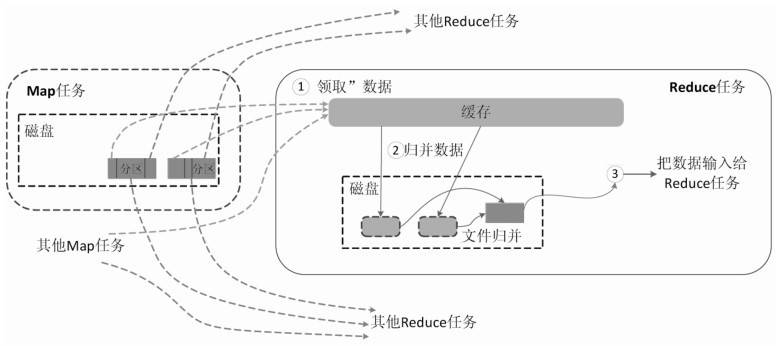 其他Reduce任务
Map任务
磁盘
分区
分区
其他Map任务
其他Reduce任务
Reduce任务
① 领取”数据
缓存
②归并数据
磁盘
文件归并
③
把数据输入给
Reduce任务